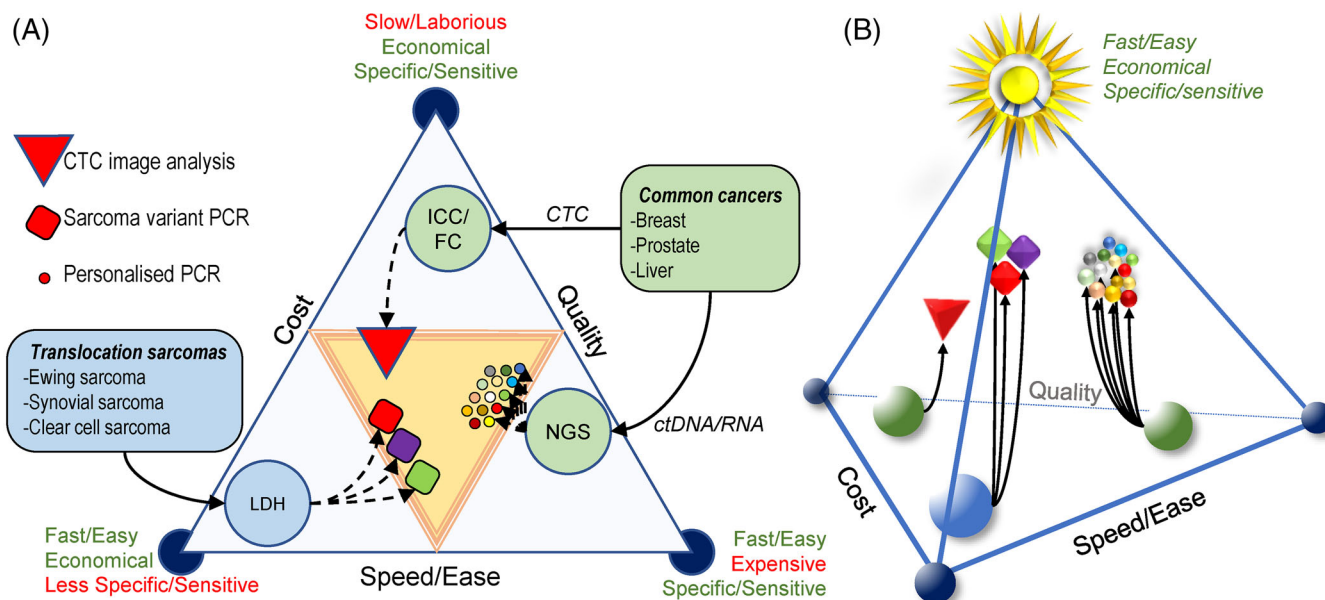 (A)
Slow/Laborious
Economical
Specific/Sensitive
CTC image analysis
Sarcoma variant PCR
Personalised PCR
ICC/
FC
CTC
Common cancers
-Breast
-Prostate
-Liver
Cost
Quality
Translocation sarcomas
-Ewing sarcoma
-Synovial sarcoma
-Clear cell sarcoma
NGS
ctDNA/RNA
LDH
Fast/Easy
Economical
Less Specific/Sensitive
Speed/Ease
Fast/Easy
Expensive
Specific/Sensitive
(B)
Fast/Easy
Economical
Specific/sensitive
Quality
Cost
Speed/Ease